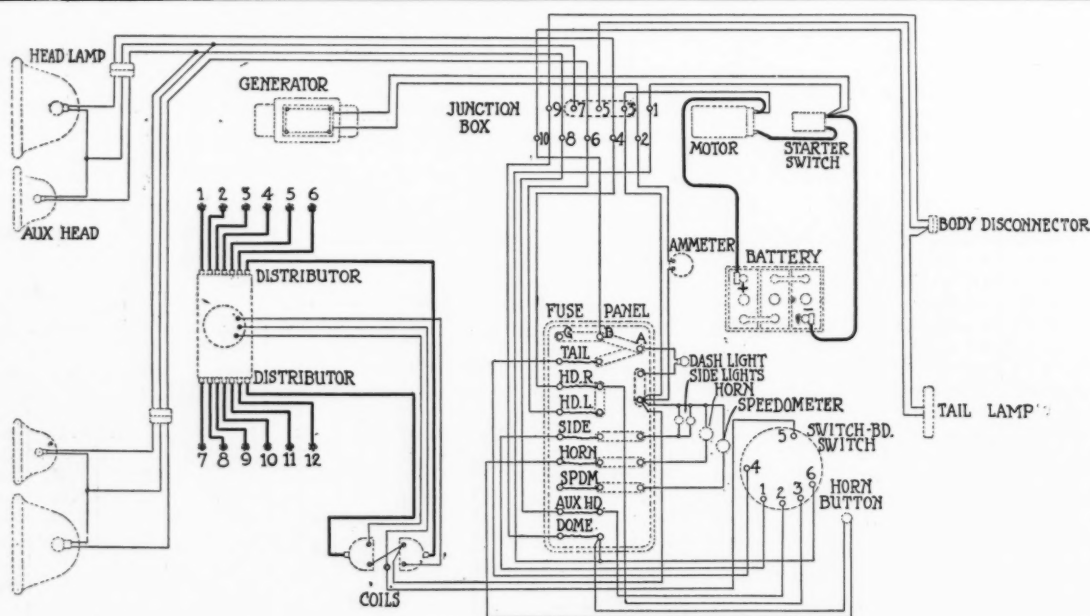 HEAD LAMP
AUX HEAD
GENERATOR
JUNCTION
BOX
9 7 5 3 1
10 8 6 4 2
MOTOR
STARTER
SWITCH
BODY DISCONNECTOR
1 2 3 4 5 6
DISTRIBUTOR
DISTRIBUTOR
7 8 9 10 11 12
COILS
AMMETER
BATTERY
+
-
FUSE PANEL
G B A
TAIL
HD.R
HD.L
SIDE
HORN
SPDM
AUX HD.
DOME
DASH LIGHT
SIDE LIGHTS
HORN
SPEEDOMETER
TAIL LAMP
SWITCH-BD.
SWITCH
5
4
1 2 3 6
HORN
BUTTON